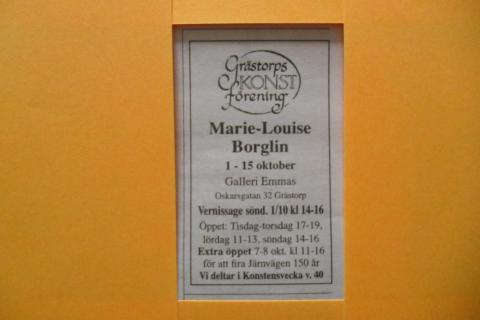 Grästorps
KONST
förening
Marie-Louise
Borglin
1 - 15 oktober
Galleri Emmas
Oskarsgatan 32 Grästorp
Vernissage sönd. 1/10 kl 14-16
Öppet: Tisdag-torsdag 17-19,
lördag 11-13, söndag 14-16
Extra öppet 7-8 okt. kl 11-16
för att fira Järnvägen 150 år
Vi deltar i Konstensvecka v. 40